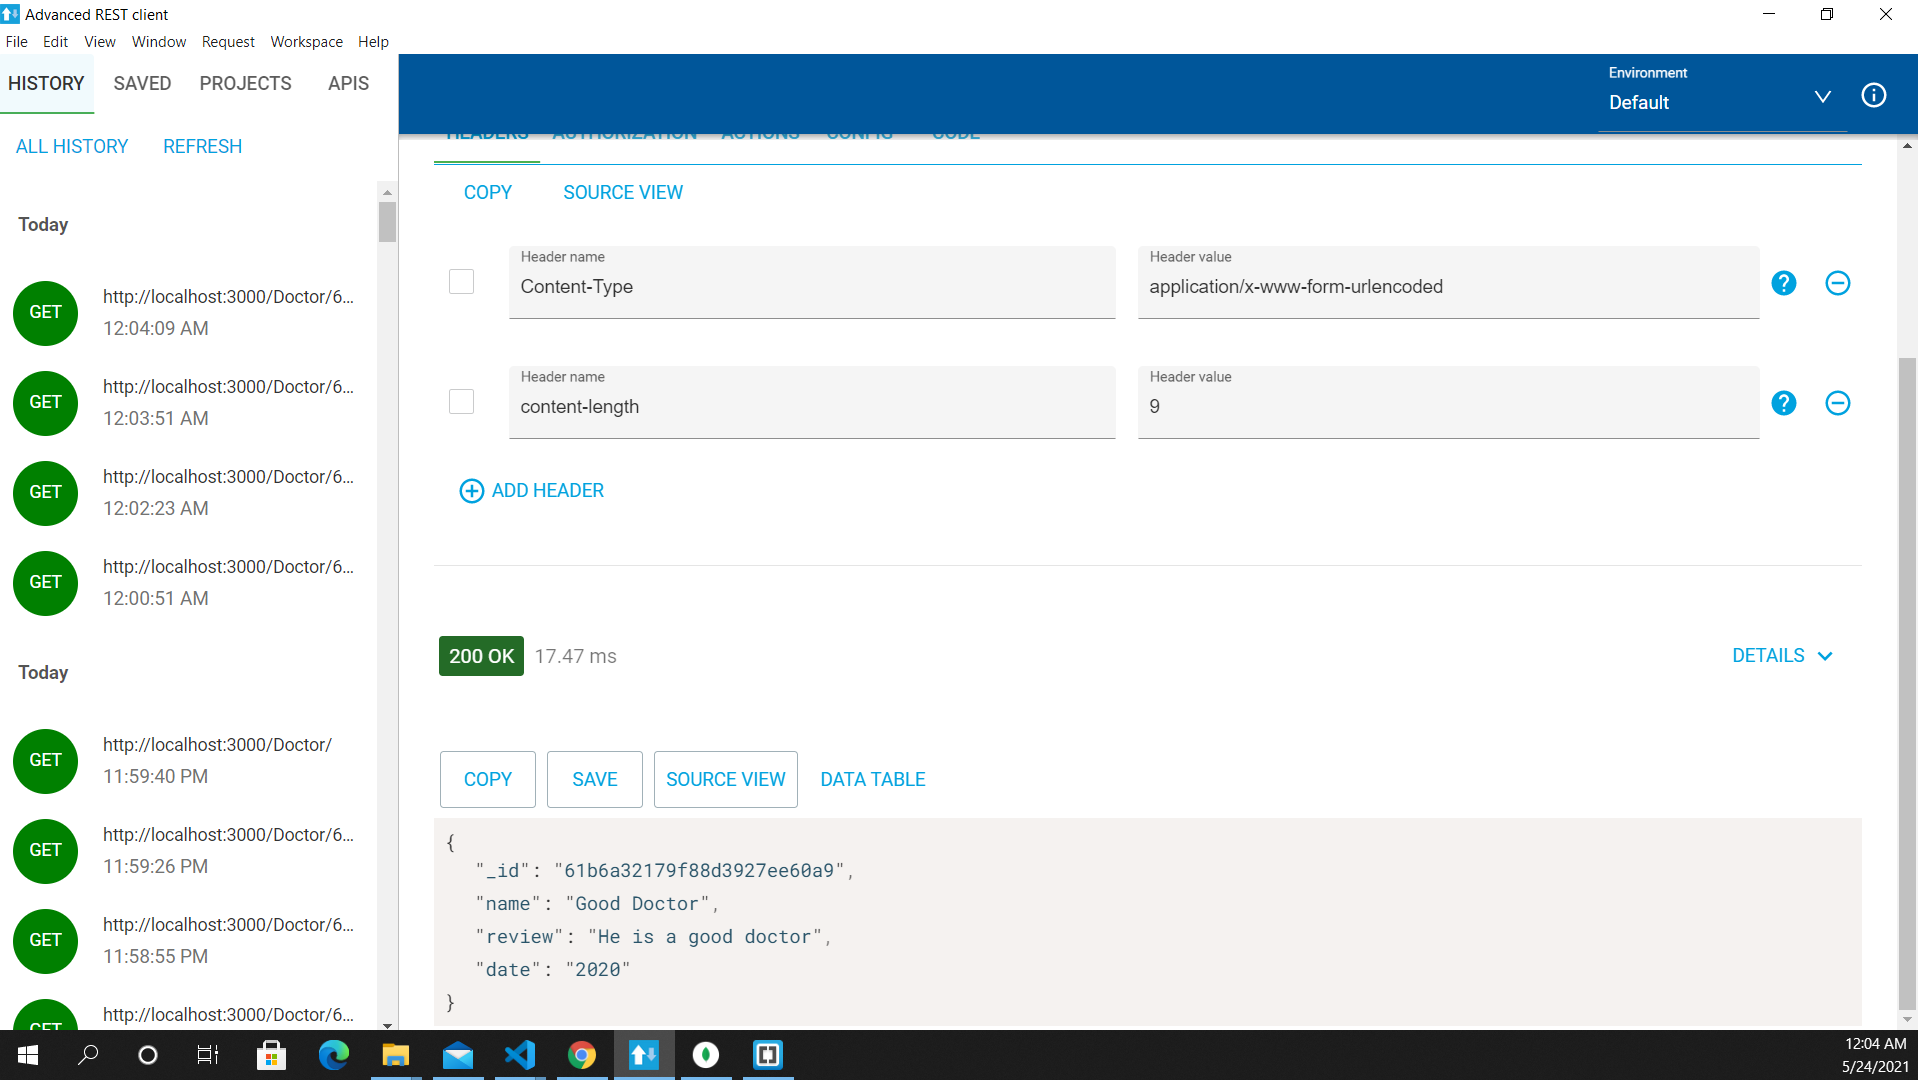 Advanced REST client
File Edit View Window Request Workspace Help
HISTORY SAVED PROJECTS APIS
Environment
Default
ALL HISTORY REFRESH
HEADERS AUTHORIZATION ACTIONS CONFIG CODE
COPY SOURCE VIEW
Today
GET http://localhost:3000/Doctor/6...
12:04:09 AM
GET http://localhost:3000/Doctor/6...
12:03:51 AM
GET http://localhost:3000/Doctor/6...
12:02:23 AM
GET http://localhost:3000/Doctor/6...
12:00:51 AM
Today
GET http://localhost:3000/Doctor/
11:59:40 PM
GET http://localhost:3000/Doctor/6...
11:59:26 PM
GET http://localhost:3000/Doctor/6...
11:58:55 PM
GET http://localhost:3000/Doctor/6...
Header name Header value
Content-Type application/x-www-form-urlencoded
Header name Header value
content-length 9
ADD HEADER
200 OK 17.47 ms DETAILS
COPY SAVE SOURCE VIEW DATA TABLE
{
"_id": "61b6a32179f88d3927ee60a9",
"name": "Good Doctor",
"review": "He is a good doctor",
"date": "2020"
}
12:04 AM
5/24/2021